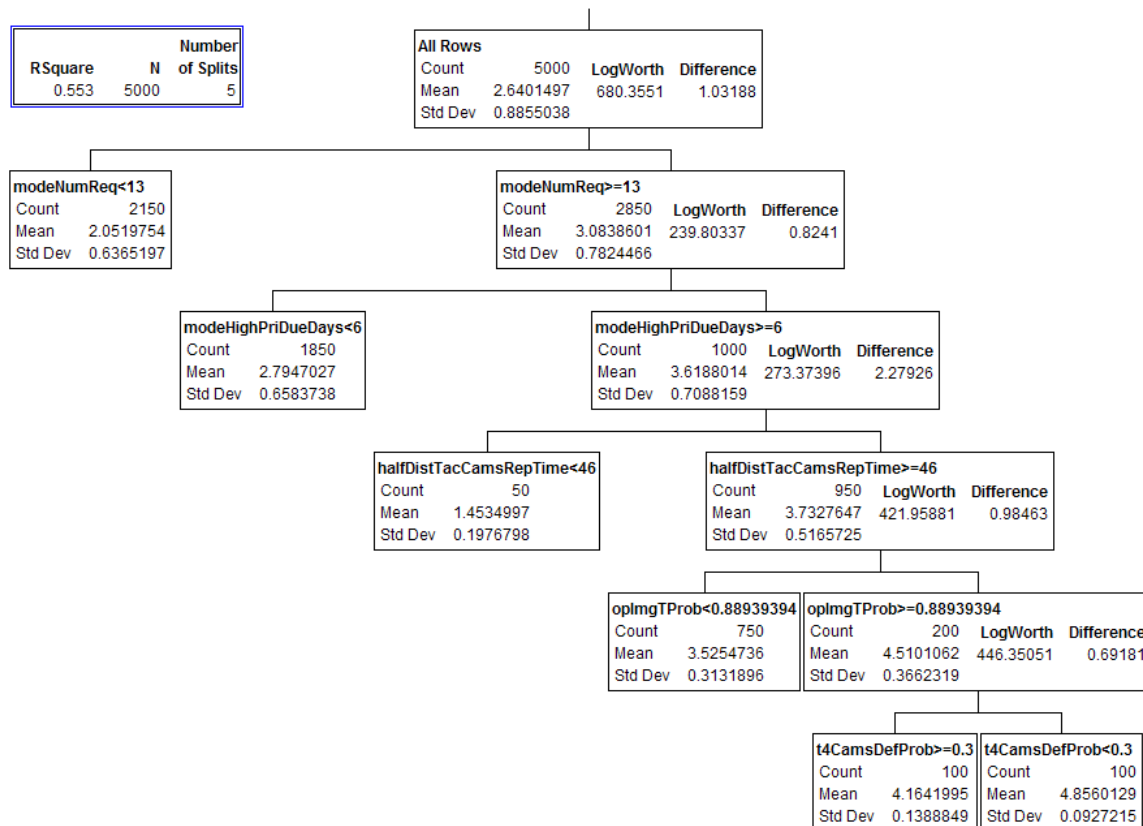 Number
RSquare N of Splits
0.553 5000 5
All Rows
Count 5000 LogWorth Difference
Mean 2.6401497 680.3551 1.03188
Std Dev 0.8855038
modeNumReq<13
Count 2150
Mean 2.0519754
Std Dev 0.6365197
modeNumReq>=13
Count 2850 LogWorth Difference
Mean 3.0838601 239.80337 0.8241
Std Dev 0.7824466
modeHighPriDueDays<6
Count 1850
Mean 2.7947027
Std Dev 0.6583738
modeHighPriDueDays>=6
Count 1000 LogWorth Difference
Mean 3.6188014 273.37396 2.27926
Std Dev 0.7088159
halfDistTacCamsRepTime<46
Count 50
Mean 1.4534997
Std Dev 0.1976798
halfDistTacCamsRepTime>=46
Count 950 LogWorth Difference
Mean 3.7327647 421.95881 0.98463
Std Dev 0.5165725
opImgTProb<0.88939394
Count 750
Mean 3.5254736
Std Dev 0.3131896
opImgTProb>=0.88939394
Count 200 LogWorth Difference
Mean 4.5101062 446.35051 0.69181
Std Dev 0.3662319
t4CamsDefProb>=0.3
Count 100
Mean 4.1641995
Std Dev 0.1388849
t4CamsDefProb<0.3
Count 100
Mean 4.8560129
Std Dev 0.0927215